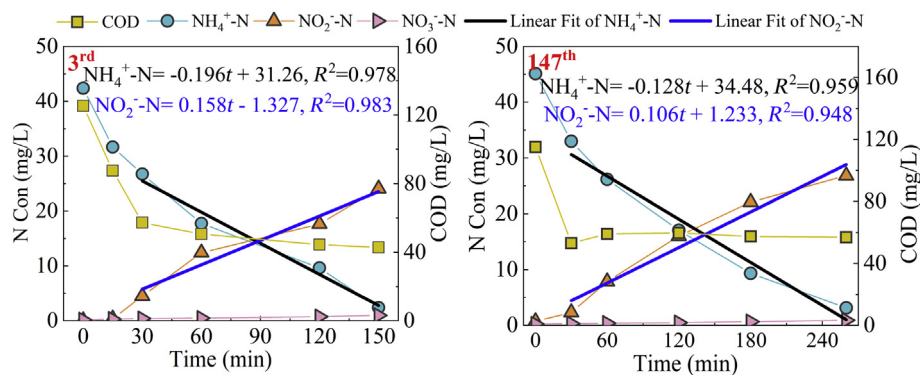 COD NH₄⁺-N NO₂⁻-N NO₃⁻-N Linear Fit of NH₄⁺-N Linear Fit of NO₂⁻-N
3rd
NH₄⁺-N= -0.196t + 31.26, R²=0.978
NO₂⁻-N= 0.158t - 1.327, R²=0.983
50
40
30
20
10
0
N Con (mg/L)
160
120
80
40
0
COD (mg/L)
0 30 60 90 120 150
Time (min)
147th
NH₄⁺-N= -0.128t + 34.48, R²=0.959
NO₂⁻-N= 0.106t + 1.233, R²=0.948
50
40
30
20
10
0
N Con (mg/L)
160
120
80
40
0
COD (mg/L)
0 60 120 180 240
Time (min)